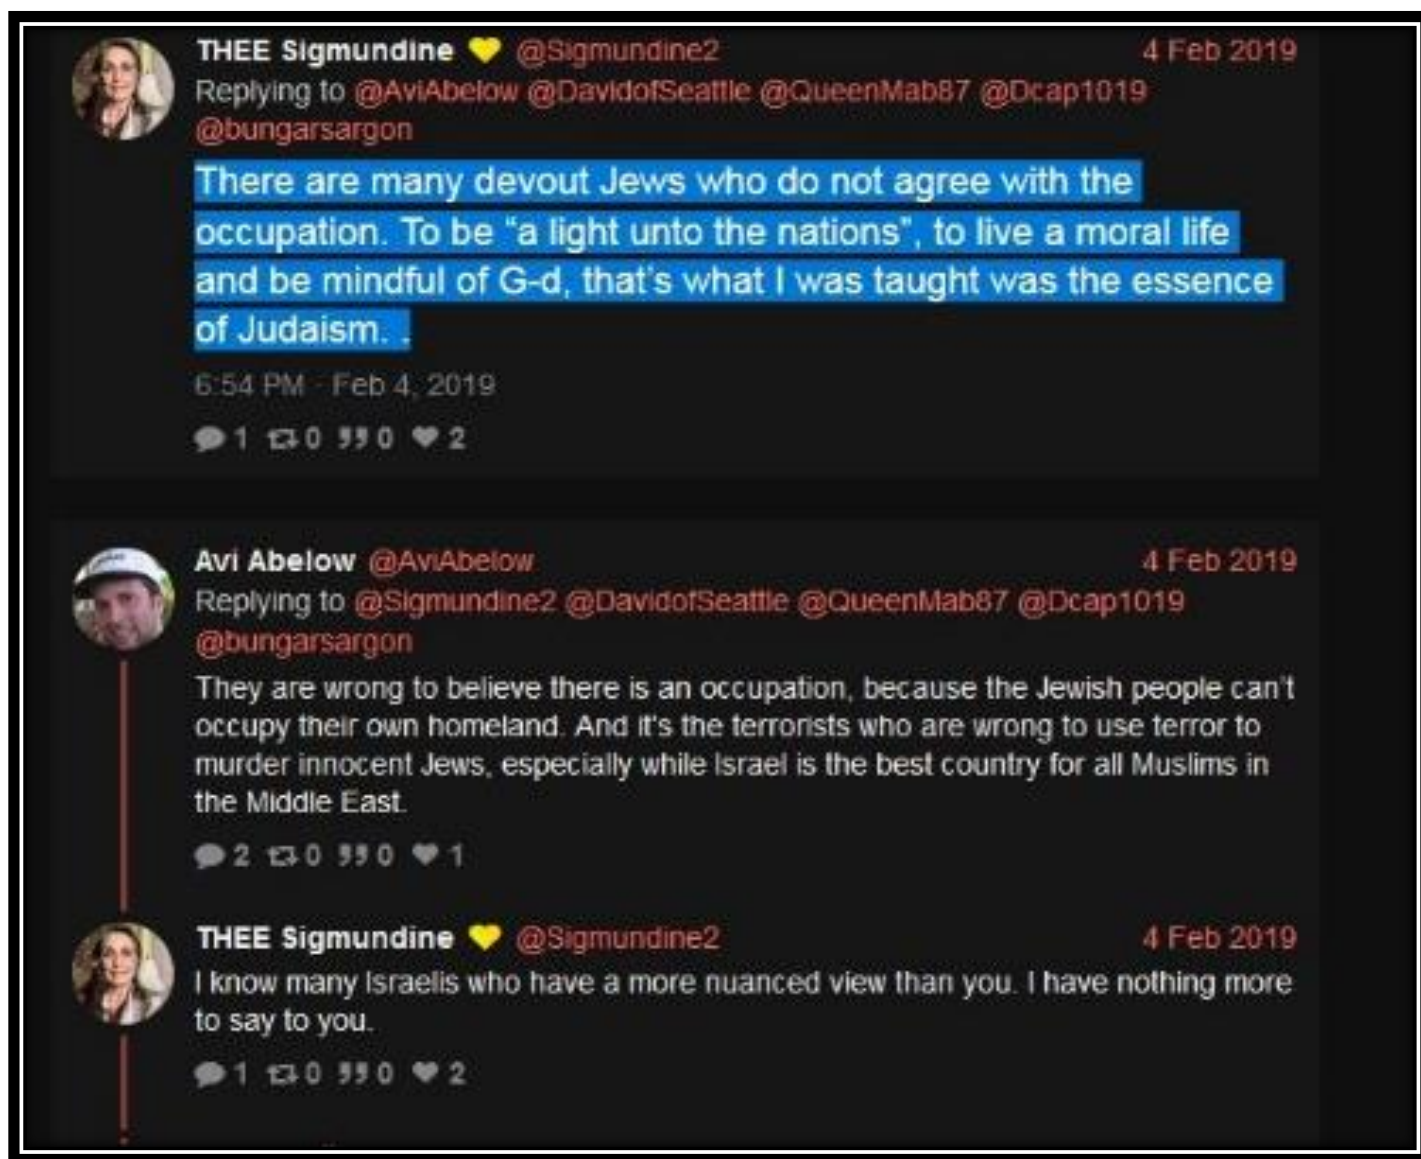 THEE Sigmundine 💛 @Sigmundine2 4 Feb 2019
Replying to @AviAbelow @DavidofSeattle @QueenMab87 @Dcap1019
@bungarsargon
There are many devout Jews who do not agree with the
occupation. To be “a light unto the nations”, to live a moral life
and be mindful of G-d, that's what I was taught was the essence
of Judaism. .
6:54 PM · Feb 4, 2019
1 0 0 2
Avi Abelow @AviAbelow 4 Feb 2019
Replying to @Sigmundine2 @DavidofSeattle @QueenMab87 @Dcap1019
@bungarsargon
They are wrong to believe there is an occupation, because the Jewish people can't
occupy their own homeland. And it's the terrorists who are wrong to use terror to
murder innocent Jews, especially while Israel is the best country for all Muslims in
the Middle East.
2 0 0 1
THEE Sigmundine 💛 @Sigmundine2 4 Feb 2019
I know many Israelis who have a more nuanced view than you. I have nothing more
to say to you.
1 0 0 2